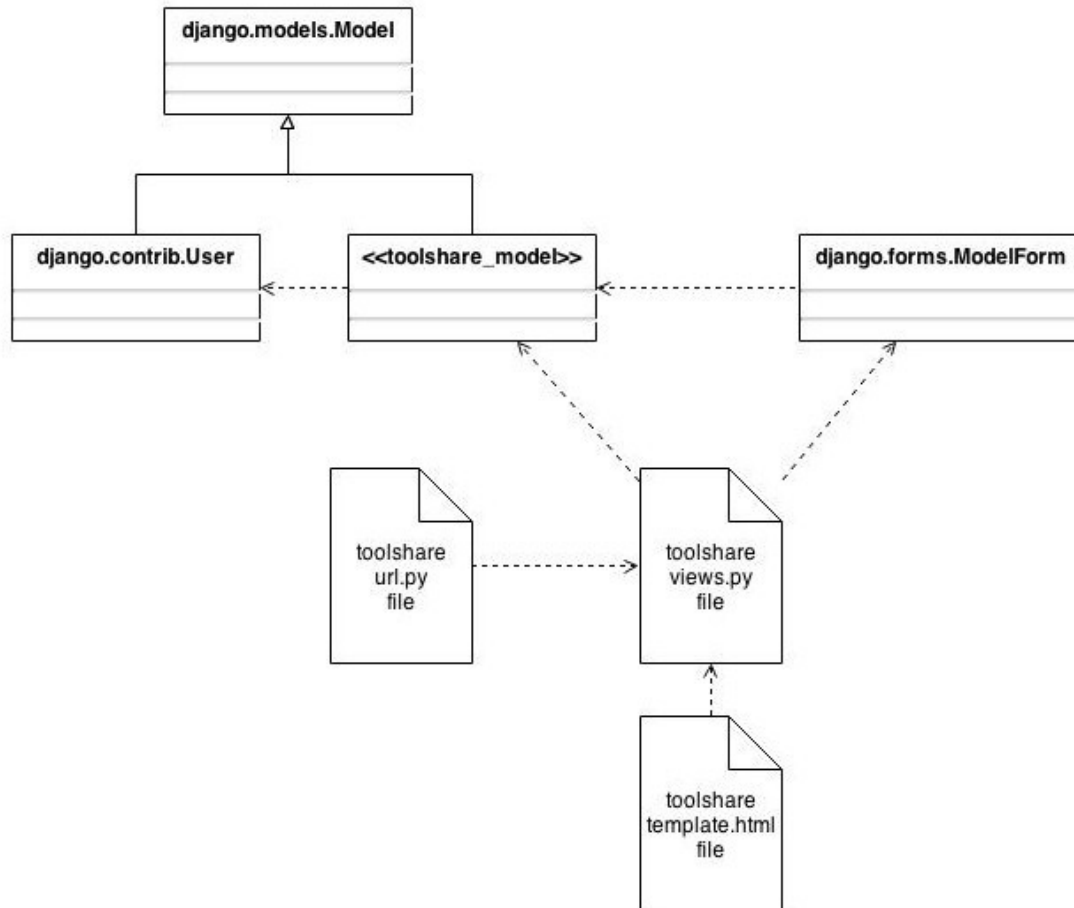 django.models.Model
django.contrib.User
<<toolshare_model>>
django.forms.ModelForm
toolshare
url.py
file
toolshare
views.py
file
toolshare
template.html
file